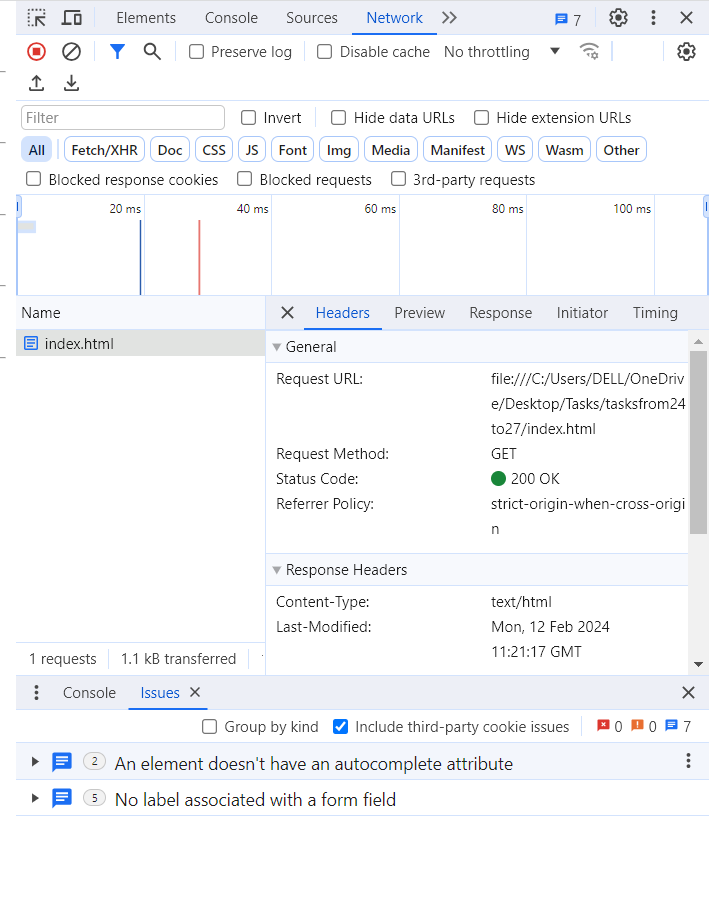 Elements Console Sources Network 7
Preserve log Disable cache No throttling
Filter Invert Hide data URLs Hide extension URLs
All Fetch/XHR Doc CSS JS Font Img Media Manifest WS Wasm Other
Blocked response cookies Blocked requests 3rd-party requests
20 ms 40 ms 60 ms 80 ms 100 ms
Name
index.html
1 requests 1.1 kB transferred
Headers Preview Response Initiator Timing
General
Request URL: file:///C:/Users/DELL/OneDriv
e/Desktop/Tasks/tasksfrom24
to27/index.html
Request Method: GET
Status Code: 200 OK
Referrer Policy: strict-origin-when-cross-origi
n
Response Headers
Content-Type: text/html
Last-Modified: Mon, 12 Feb 2024
11:21:17 GMT
Console Issues
Group by kind Include third-party cookie issues 0 0 7
2 An element doesn't have an autocomplete attribute
5 No label associated with a form field